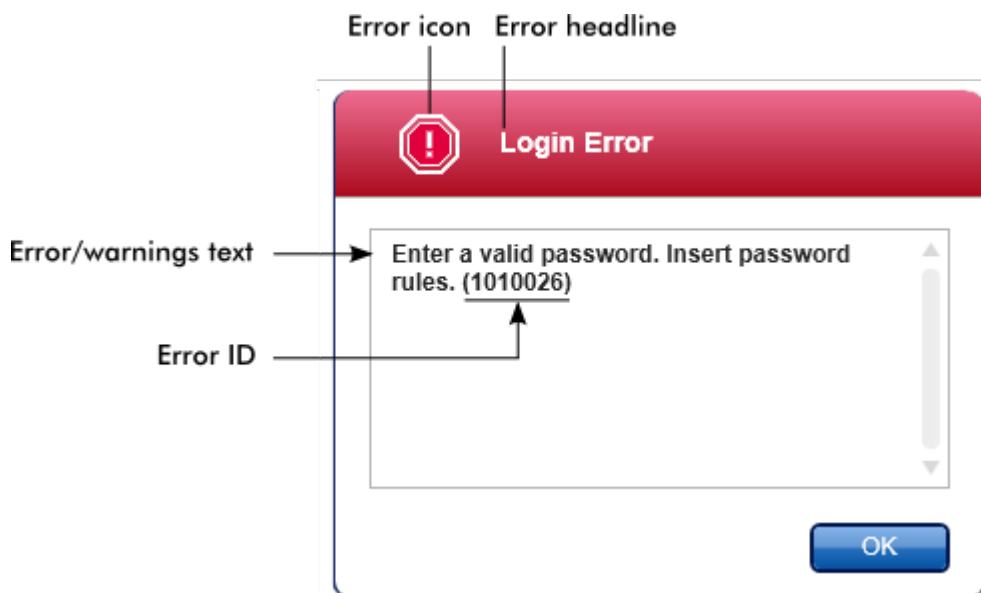 Error icon Error headline
Login Error
Error/warnings text
Enter a valid password. Insert password
rules. (1010026)
Error ID
OK